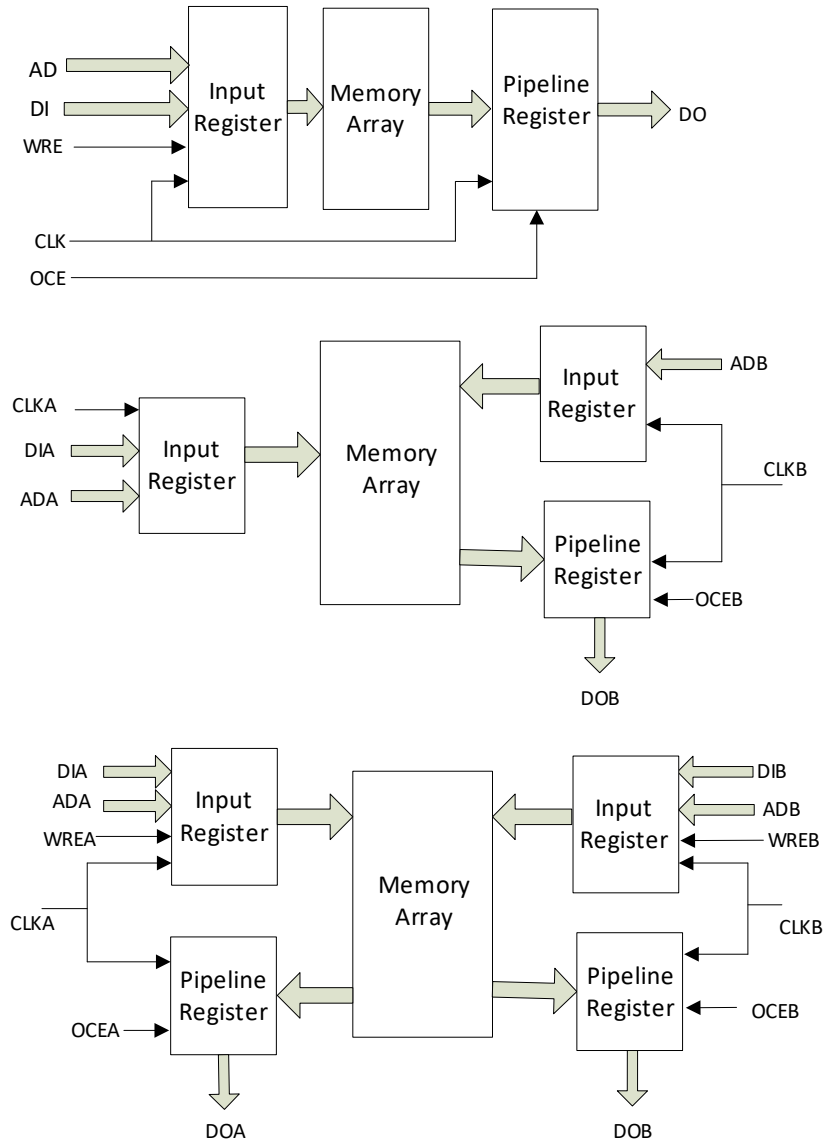 AD
DI
WRE
CLK
OCE
Input
Register
Memory
Array
Pipeline
Register
DO
CLKA
DIA
ADA
Input
Register
Memory
Array
Input
Register
ADB
CLKB
Pipeline
Register
OCEB
DOB
DIA
ADA
WREA
CLKA
OCEA
Input
Register
Pipeline
Register
DOA
Memory
Array
Input
Register
DIB
ADB
WREB
CLKB
Pipeline
Register
OCEB
DOB